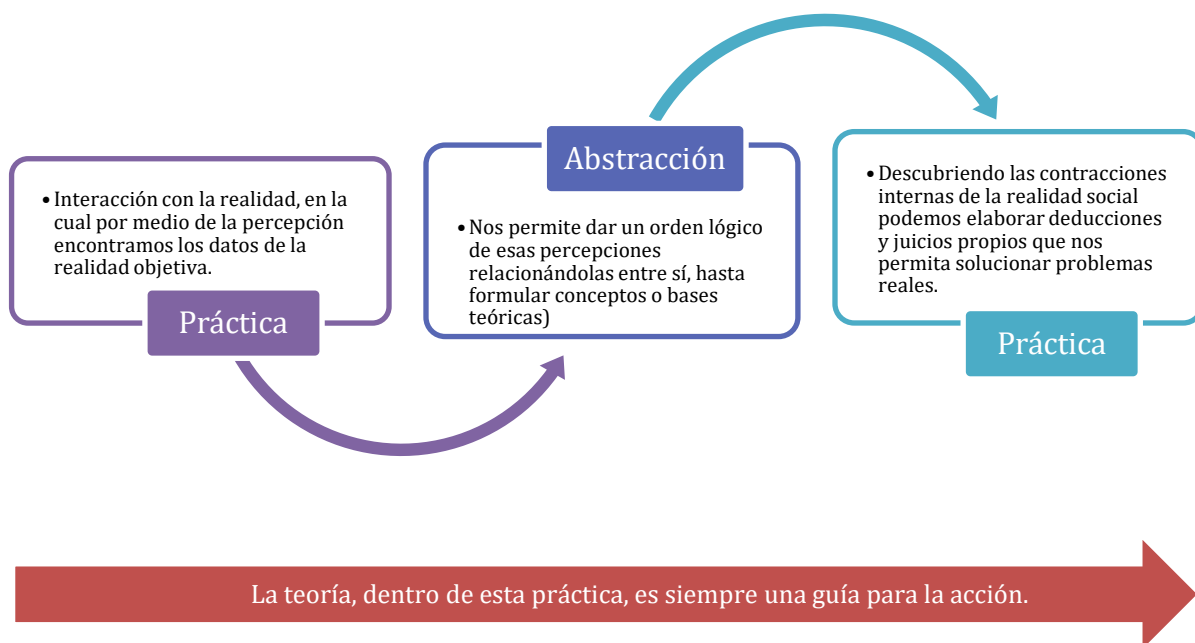 • Interacción con la realidad, en la
cual por medio de la percepción
encontramos los datos de la
realidad objetiva.
Práctica
Abstracción
• Nos permite dar un orden lógico
de esas percepciones
relacionándolas entre sí, hasta
formular conceptos o bases
teóricas)
• Descubriendo las contracciones
internas de la realidad social
podemos elaborar deducciones
y juicios propios que nos
permita solucionar problemas
reales.
Práctica
La teoría, dentro de esta práctica, es siempre una guía para la acción.